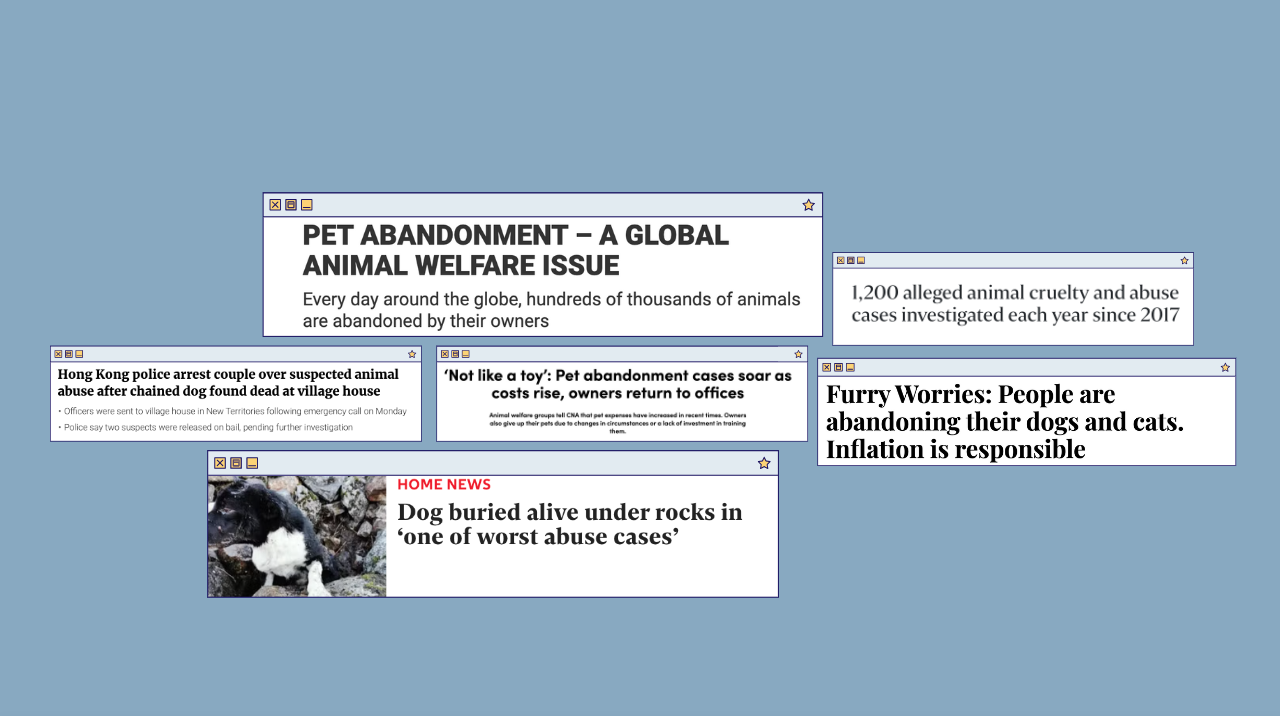 PET ABANDONMENT – A GLOBAL
ANIMAL WELFARE ISSUE
Every day around the globe, hundreds of thousands of animals
are abandoned by their owners
1,200 alleged animal cruelty and abuse
cases investigated each year since 2017
Hong Kong police arrest couple over suspected animal
abuse after chained dog found dead at village house
• Officers were sent to village house in New Territories following emergency call on Monday
• Police say two suspects were released on bail, pending further investigation
‘Not like a toy’: Pet abandonment cases soar as
costs rise, owners return to offices
Animal welfare groups tell CNA that pet expenses have increased in recent times. Owners
also give up their pets due to changes in circumstances or a lack of investment in training
them.
Furry Worries: People are
abandoning their dogs and cats.
Inflation is responsible
HOME NEWS
Dog buried alive under rocks in
‘one of worst abuse cases’